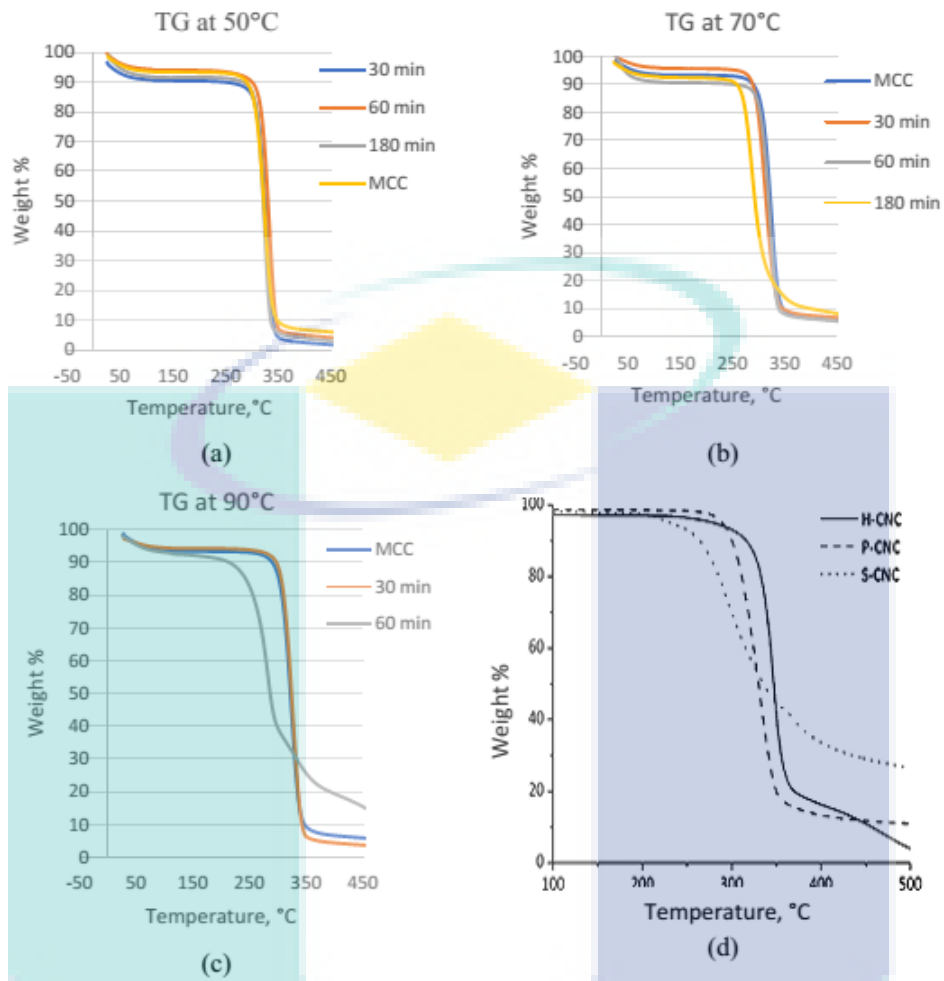 TG at 50°C
100
90
80
70
60
50
40
30
20
10
0
-50 50 150 250 350 450
Weight %
Temperature,°C
30 min
60 min
180 min
MCC
(a)
TG at 70°C
100
90
80
70
60
50
40
30
20
10
0
-50 50 150 250 350 450
Weight %
Temperature,°C
MCC
30 min
60 min
180 min
(b)
TG at 90°C
100
90
80
70
60
50
40
30
20
10
0
-50 50 150 250 350 450
Weight %
Temperature, °C
MCC
30 min
60 min
(c)
100
80
60
40
20
0
100 200 300 400 500
Weight %
Temperature, °C
H-CNC
P-CNC
S-CNC
(d)